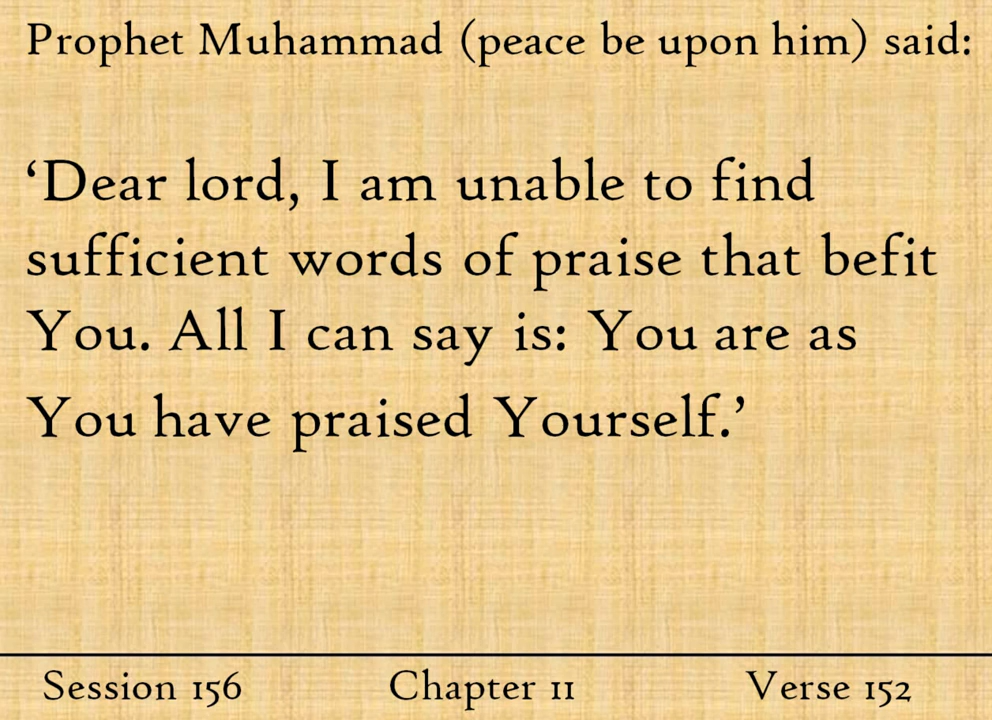 Prophet Muhammad (peace be upon him) said:
‘Dear lord, I am unable to find
sufficient words of praise that befit
You. All I can say is: You are as
You have praised Yourself.’
Session 156 Chapter 11 Verse 152